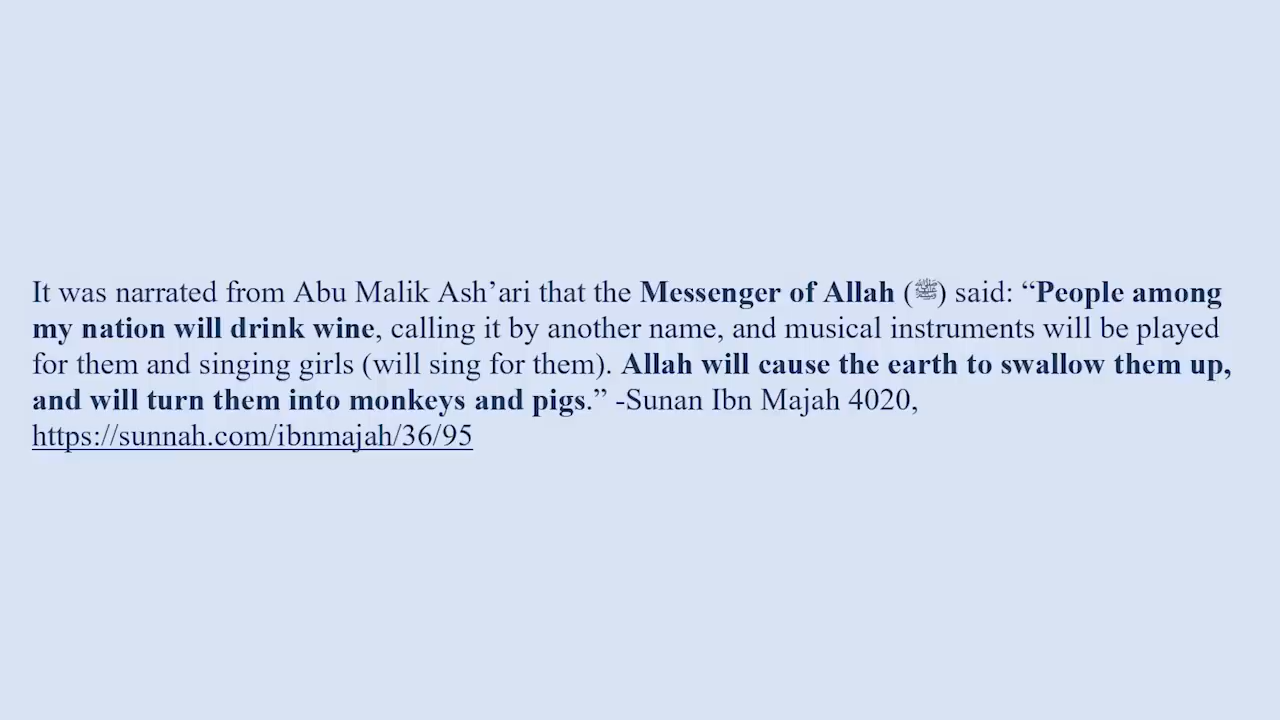 It was narrated from Abu Malik Ash’ari that the Messenger of Allah (ﷺ) said: “People among
my nation will drink wine, calling it by another name, and musical instruments will be played
for them and singing girls (will sing for them). Allah will cause the earth to swallow them up,
and will turn them into monkeys and pigs.” -Sunan Ibn Majah 4020,
https://sunnah.com/ibnmajah/36/95